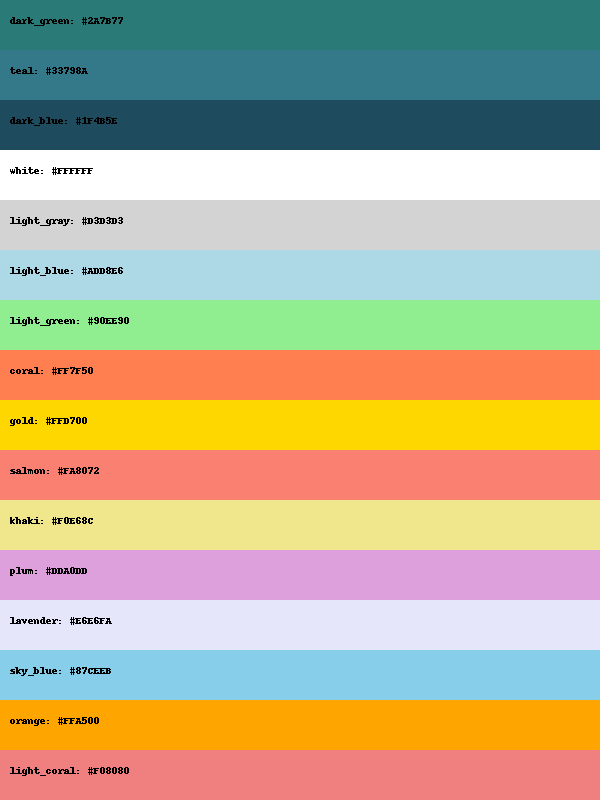 dark_green: #2A7B77
teal: #33798A
dark_blue: #1F4B5E
white: #FFFFFF
light_gray: #D3D3D3
light_blue: #ADD8E6
light_green: #90EE90
coral: #FF7F50
gold: #FFD700
salmon: #FA8072
khaki: #F0E68C
plum: #DDA0DD
lavender: #E6E6FA
sky_blue: #87CEEB
orange: #FFA500
light_coral: #F08080